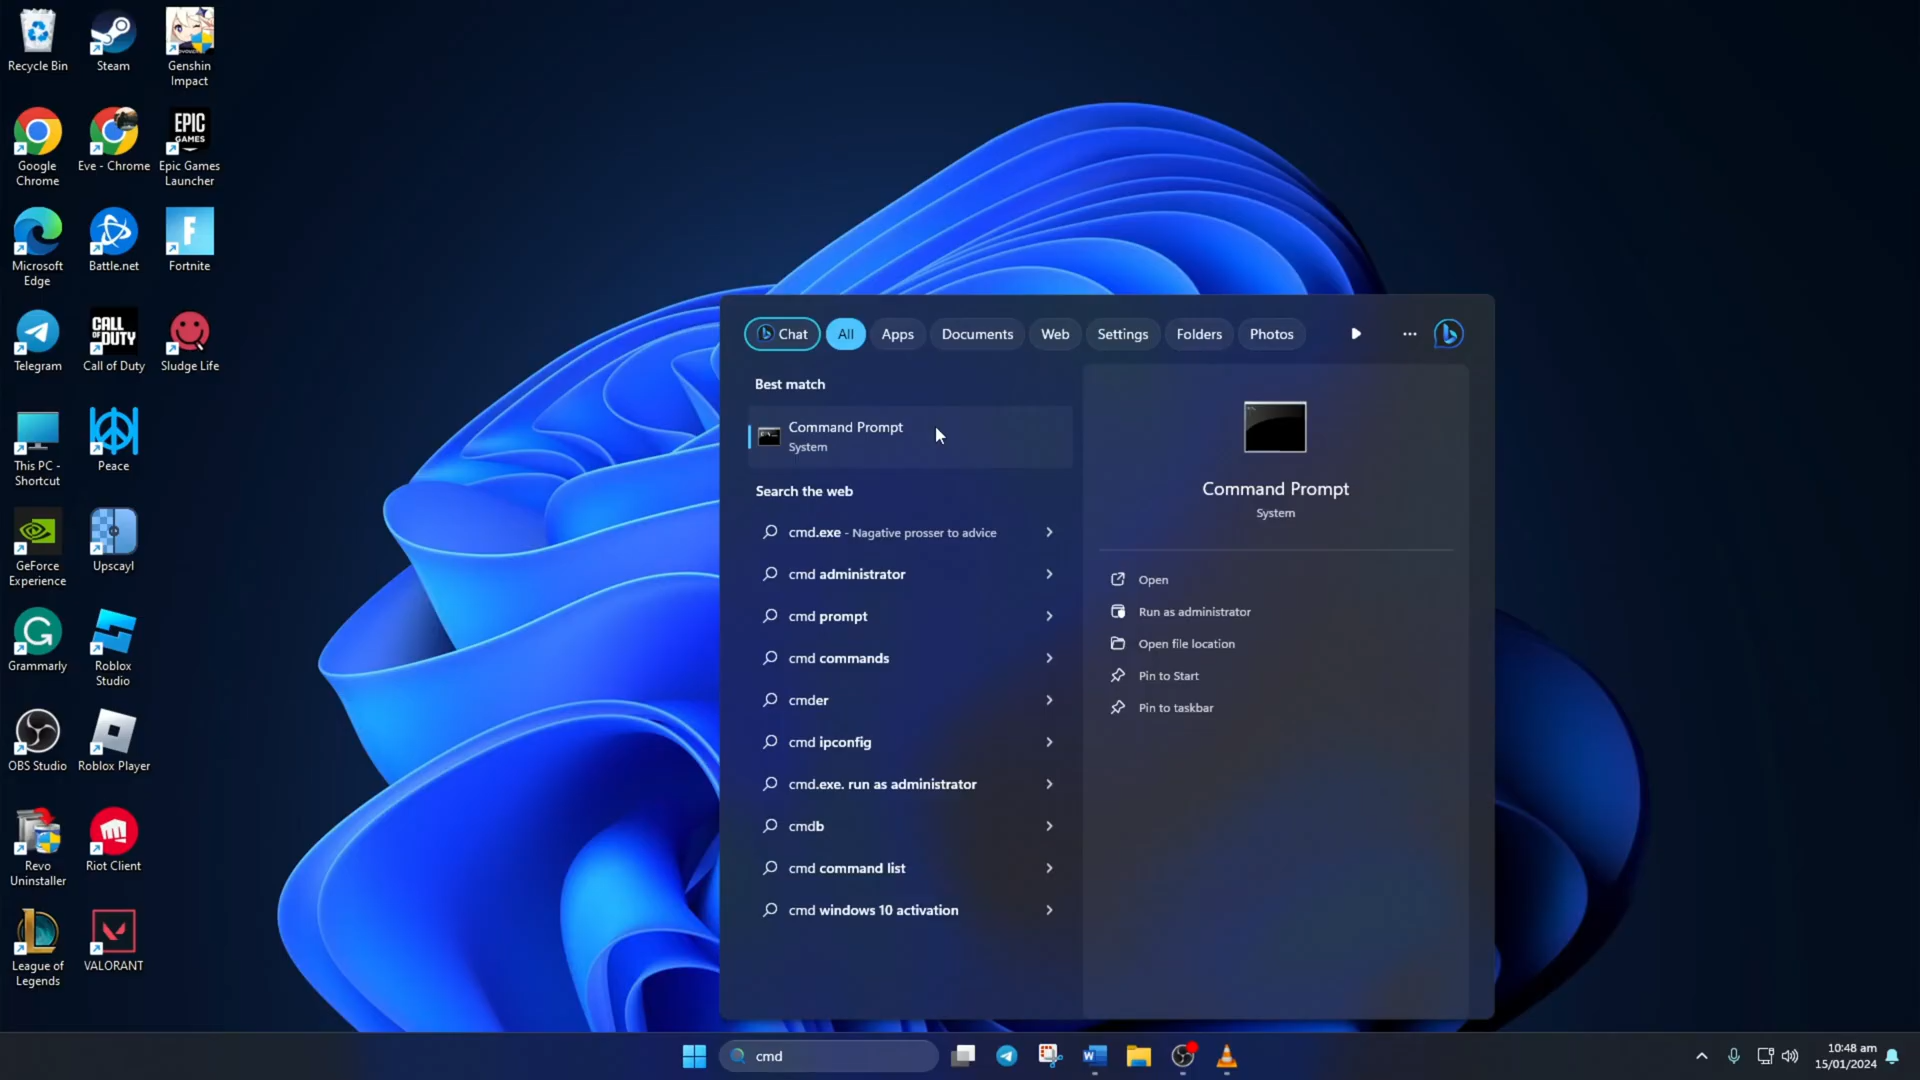 Recycle Bin
Steam
Genshin
Impact
Google
Chrome
Eve - Chrome
EPIC
GAMES
Epic Games
Launcher
Microsoft
Edge
Battle.net
F
Fortnite
Telegram
CALL
OF DUTY
Call of Duty
Sludge Life
This PC -
Shortcut
Peace
GeForce
Experience
Upscayl
Grammarly
Roblox
Studio
OBS Studio
Roblox Player
Revo
Uninstaller
Riot Client
League of
Legends
VALORANT
Chat
All
Apps
Documents
Web
Settings
Folders
Photos
Best match
Command Prompt
System
Search the web
cmd.exe - Nagative prosser to advice
cmd administrator
cmd prompt
cmd commands
cmder
cmd ipconfig
cmd.exe. run as administrator
cmdb
cmd command list
cmd windows 10 activation
Command Prompt
System
Open
Run as administrator
Open file location
Pin to Start
Pin to taskbar
cmd
10:48 am
15/01/2024